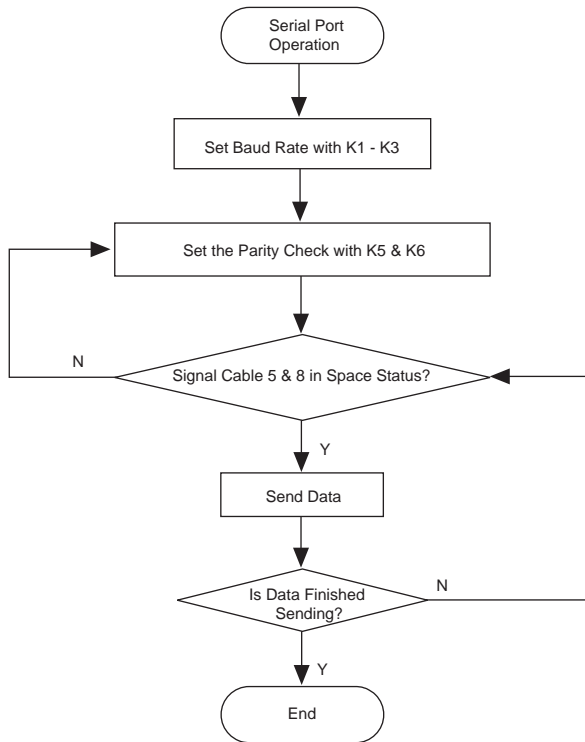 Serial Port
Operation
Set Baud Rate with K1 - K3
Set the Parity Check with K5 & K6
N
Signal Cable 5 & 8 in Space Status?
Y
Send Data
Is Data Finished
Sending?
N
Y
End